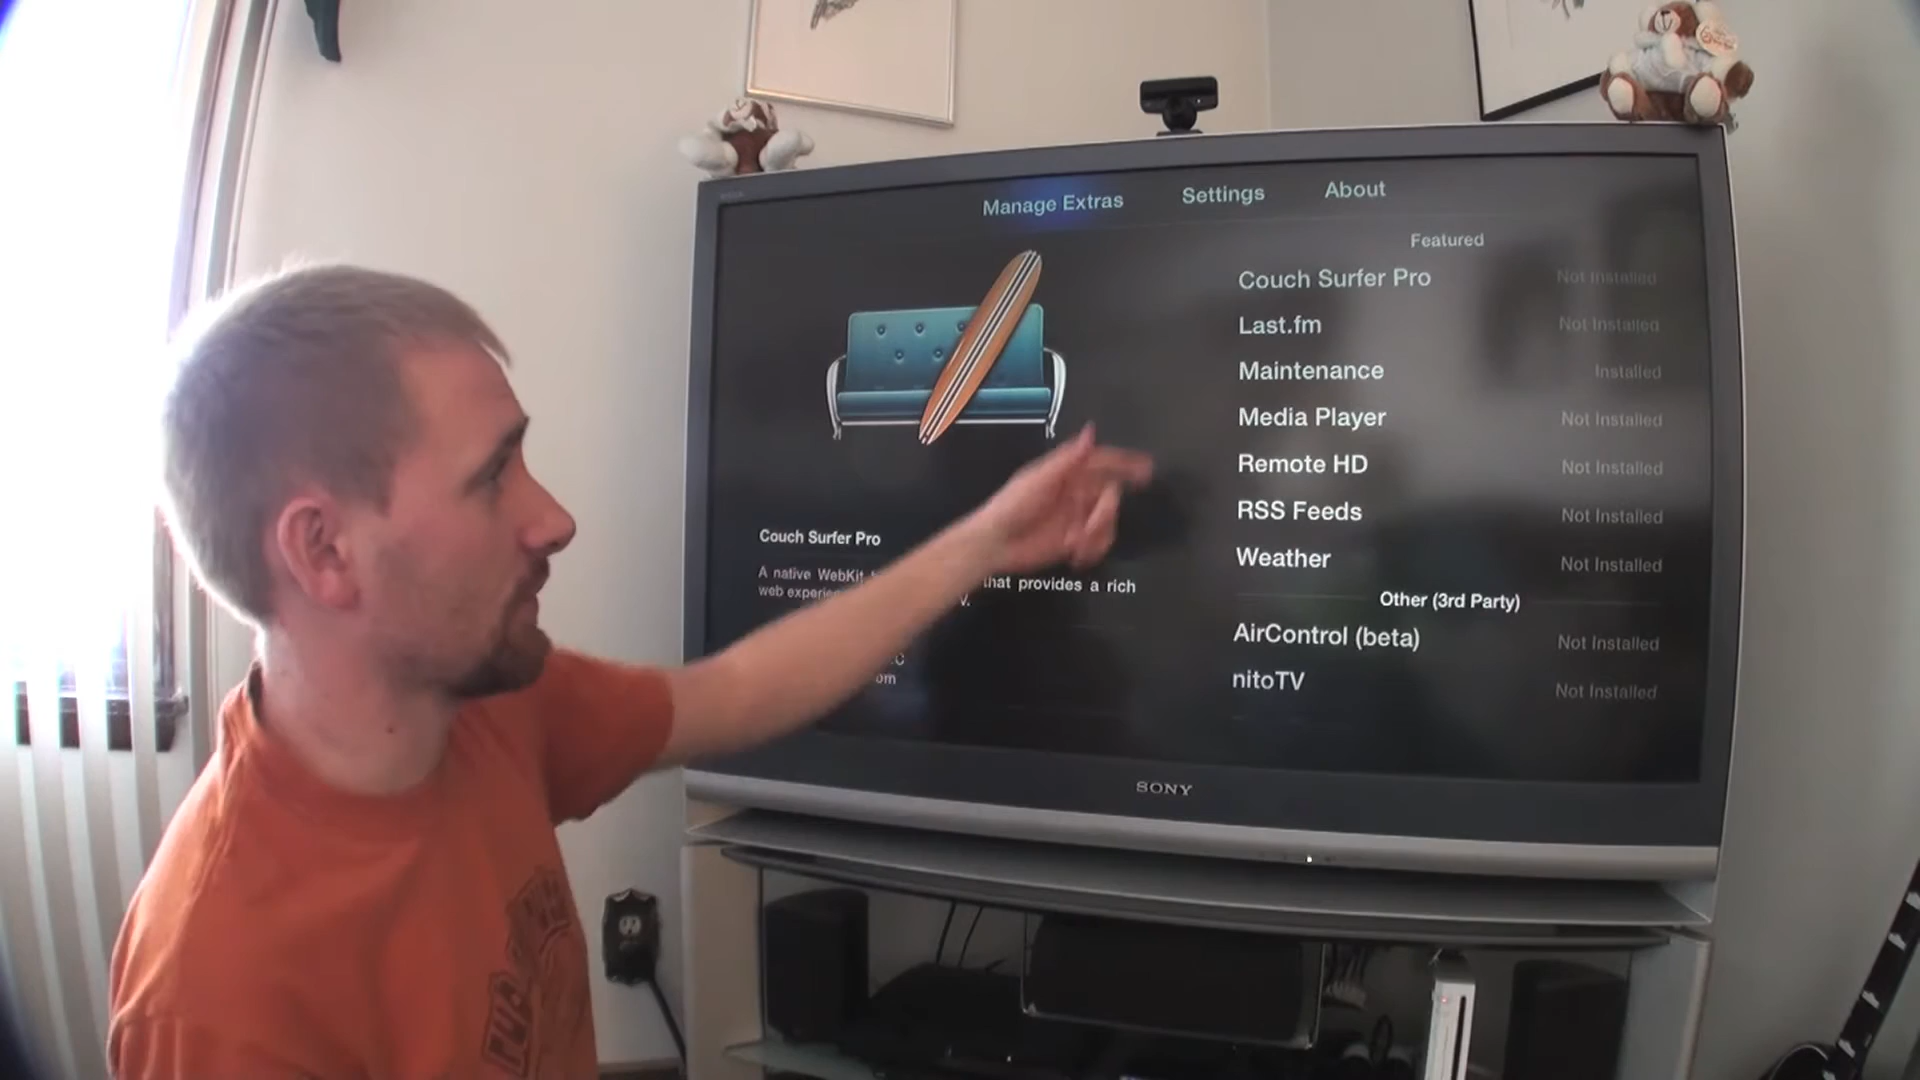 Manage Extras Settings About
Featured
Couch Surfer Pro Not Installed
Last.fm Not Installed
Maintenance Installed
Media Player Not Installed
Remote HD Not Installed
RSS Feeds Not Installed
Weather Not Installed
Other (3rd Party)
AirControl (beta) Not Installed
nitoTV Not Installed
Couch Surfer Pro
A native WebKit that provides a rich
web
SONY